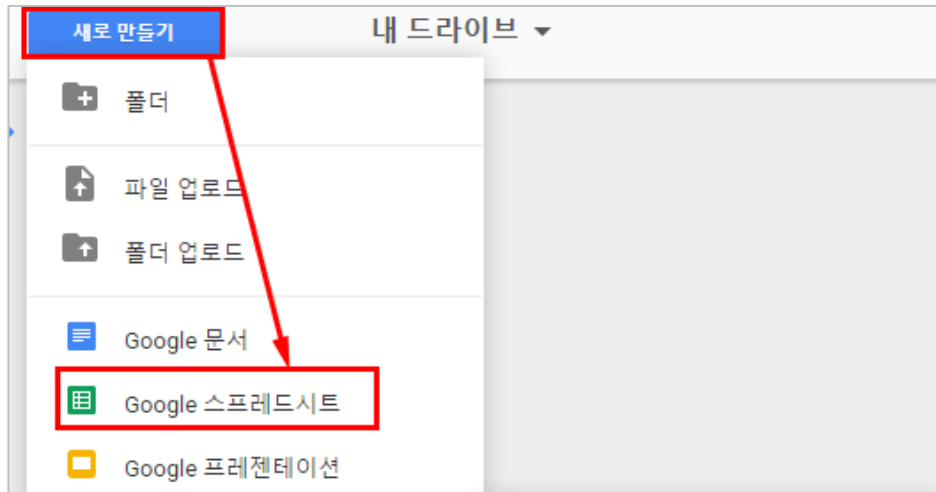 새로 만들기
내 드라이브
폴더
파일 업로드
폴더 업로드
Google 문서
Google 스프레드시트
Google 프레젠테이션